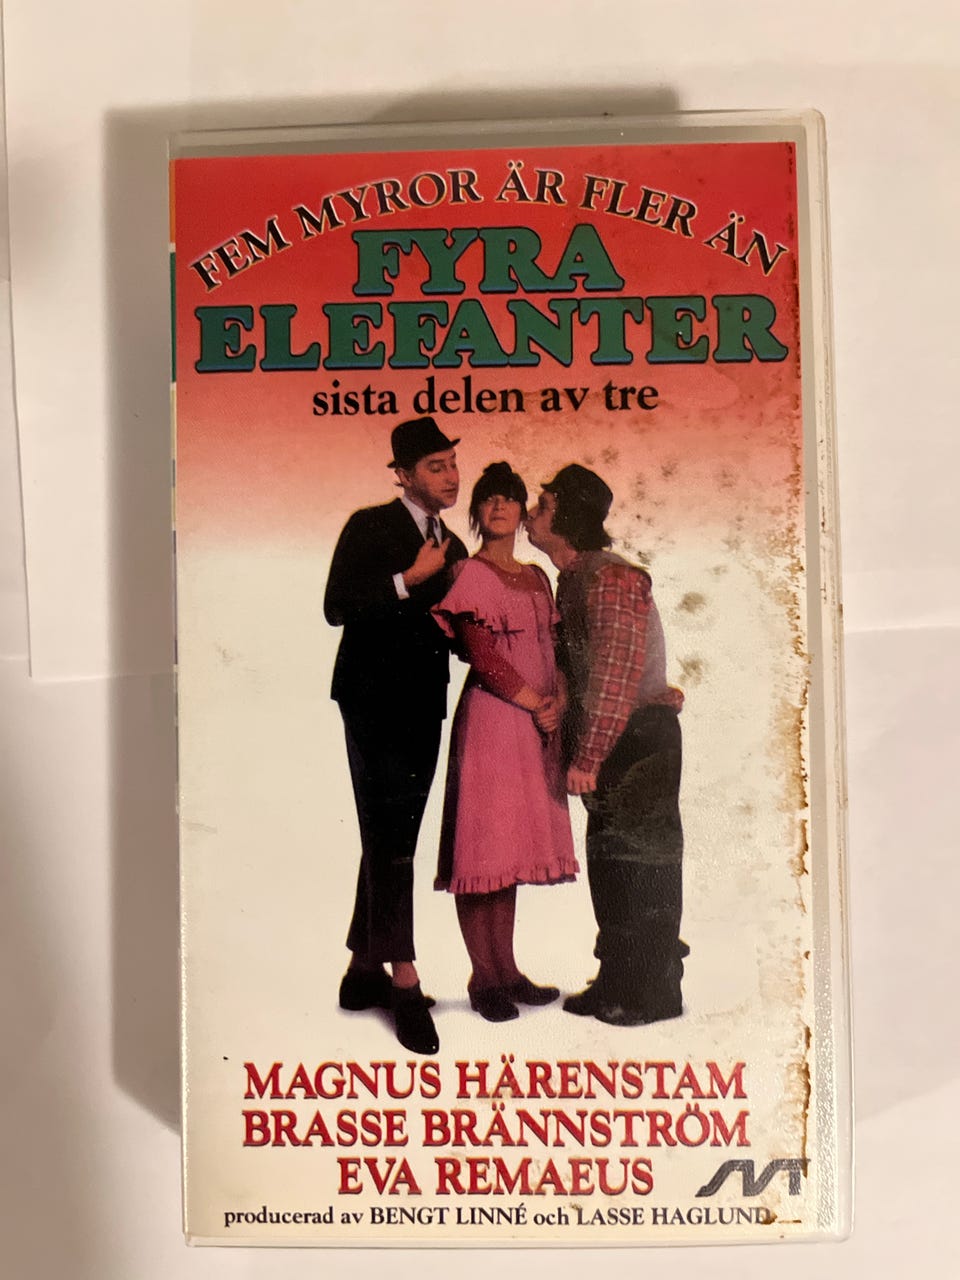 FEM MYROR ÄR FLER ÄN
FYRA
ELEFANTER
sista delen av tre
MAGNUS HÄRENSTAM
BRASSE BRÄNNSTRÖM
EVA REMAEUS
producerad av BENGT LINNÉ och LASSE HAGLUND